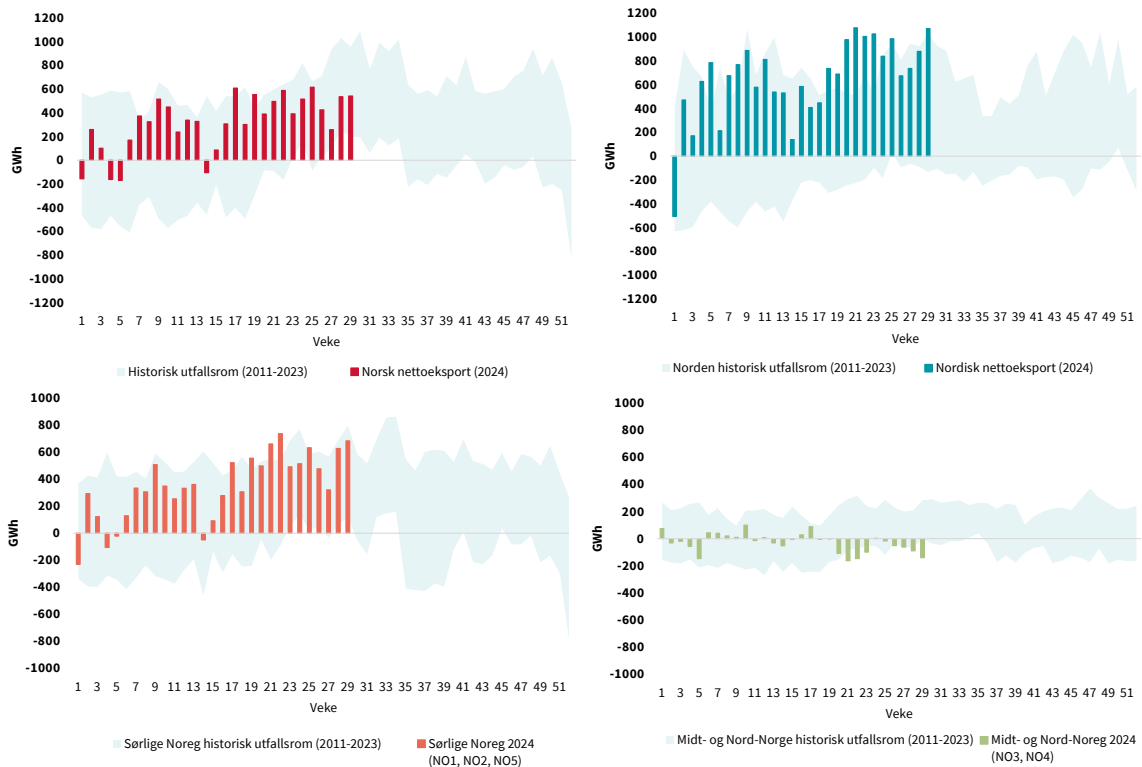 1200
1000
800
600
400
200
0
-200
-400
-600
-800
-1000
-1200
GWh
1 3 5 7 9 11 13 15 17 19 21 23 25 27 29 31 33 35 37 39 41 43 45 47 49 51
Veke
Historisk utfallsrom (2011-2023) Norsk nettoeksport (2024)
1200
1000
800
600
400
200
0
-200
-400
-600
-800
-1000
-1200
GWh
1 3 5 7 9 11 13 15 17 19 21 23 25 27 29 31 33 35 37 39 41 43 45 47 49 51
Veke
Norden historisk utfallsrom (2011-2023) Nordisk nettoeksport (2024)
1000
800
600
400
200
0
-200
-400
-600
-800
-1000
GWh
1 3 5 7 9 11 13 15 17 19 21 23 25 27 29 31 33 35 37 39 41 43 45 47 49 51
Veke
Sørlige Noreg historisk utfallsrom (2011-2023) Sørlige Noreg 2024
(NO1, NO2, NO5)
1000
800
600
400
200
0
-200
-400
-600
-800
-1000
GWh
1 3 5 7 9 11 13 15 17 19 21 23 25 27 29 31 33 35 37 39 41 43 45 47 49 51
Veke
Midt- og Nord-Norge historisk utfallsrom (2011-2023) Midt- og Nord-Noreg 2024
(NO3, NO4)